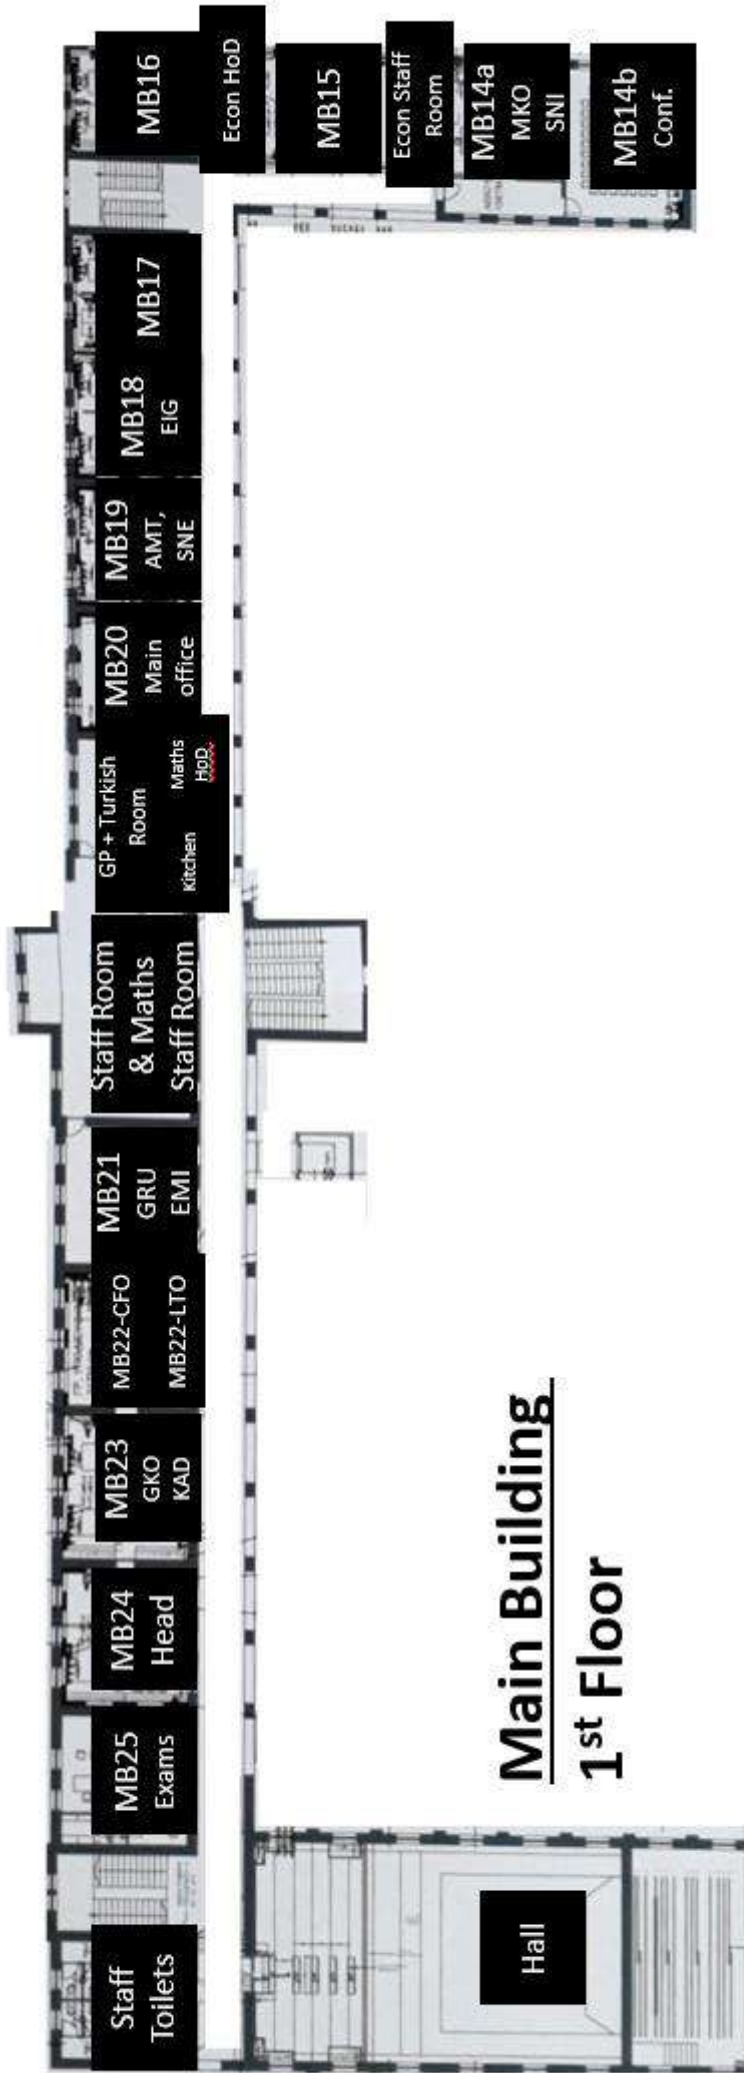 MB16
Econ HoD
MB15
Econ Staff
Room
MB14a
MKO
SNI
MB14b
Conf.
MB17
MB18
EIG
MB19
AMT,
SNE
MB20
Main
office
GP + Turkish
Room
Maths
HoD
Kitchen
Staff Room
& Maths
Staff Room
MB21
GRU
EMI
MB22-CFO
MB22-LTO
MB23
GKO
KAD
MB24
Head
MB25
Exams
Staff
Toilets
Hall
Main Building
1st Floor